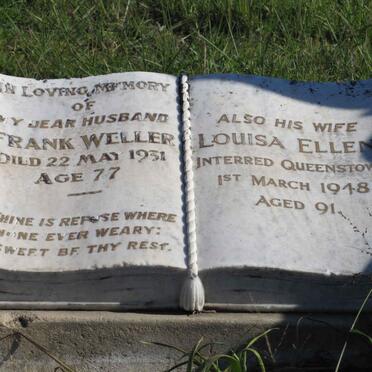 IN LOVING MEMORY
OF
MY DEAR HUSBAND
FRANK WELLER
DIED 22 MAY 1931
AGE 77
THINE IS REPOSE WHERE
NONE EVER WEARY:
SWEET BE THY REST.
ALSO HIS WIFE
LOUISA ELLEN
INTERRED QUEENSTOWN
1ST MARCH 1948
AGED 91.